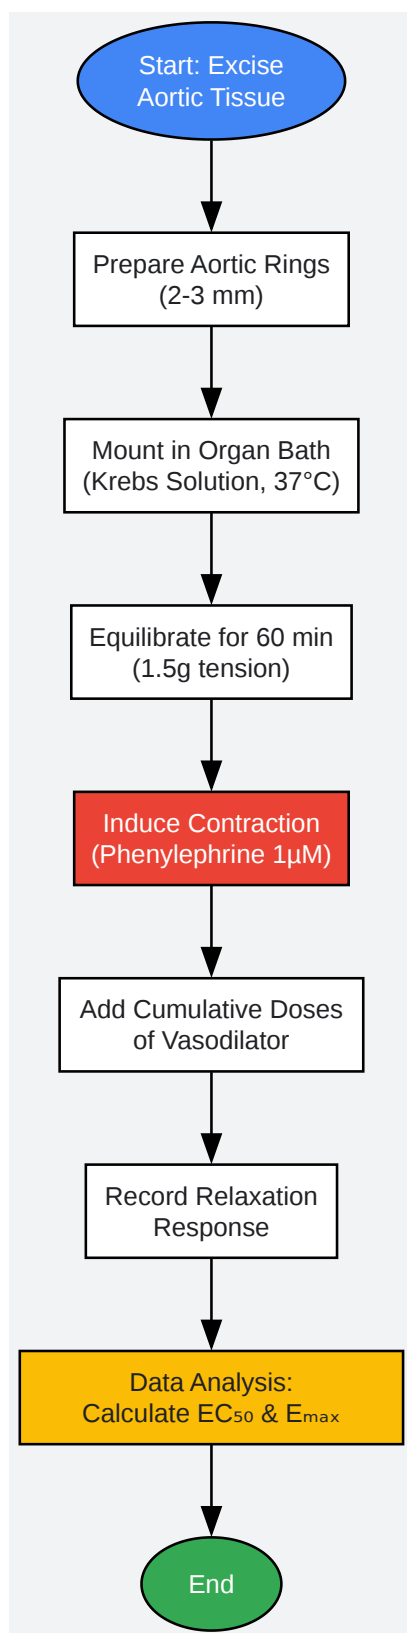 Start: Excise
Aortic Tissue
Prepare Aortic Rings
(2-3 mm)
Mount in Organ Bath
(Krebs Solution, 37°C)
Equilibrate for 60 min
(1.5g tension)
Induce Contraction
(Phenylephrine 1µM)
Add Cumulative Doses
of Vasodilator
Record Relaxation
Response
Data Analysis:
Calculate EC₅₀ & Eₘₐₓ
End